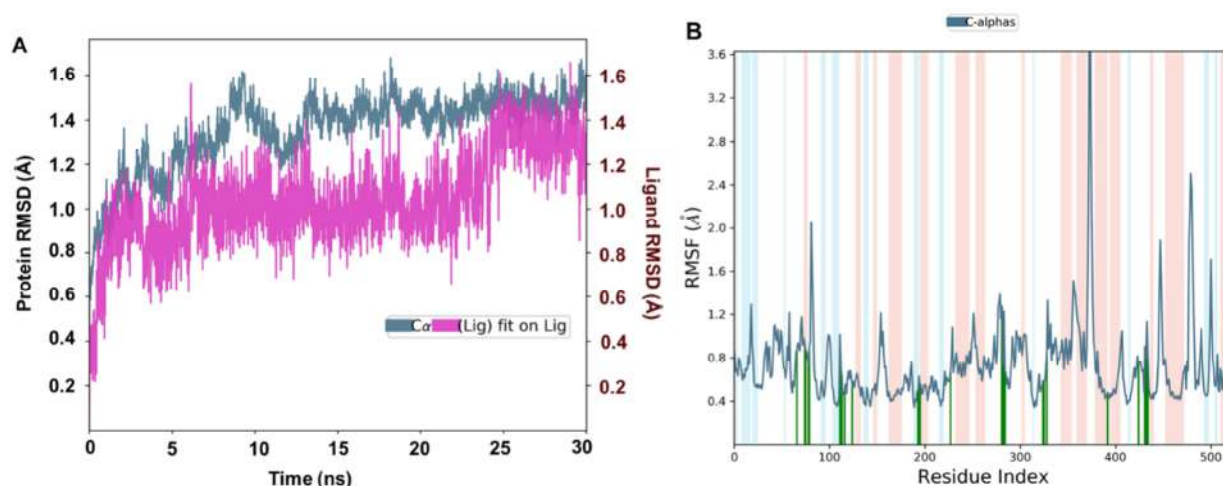 A
Protein RMSD (Å)
1.6
1.4
1.2
1.0
0.8
0.6
0.4
0.2
0 5 10 15 20 25 30
Time (ns)
1.6
1.4
1.2
1.0
0.8
0.6
0.4
0.2
Ligand RMSD (Å)
Cα (Lig) fit on Lig
B
C-alphas
RMSF (Å)
3.6
3.2
2.8
2.4
2.0
1.6
1.2
0.8
0.4
0 100 200 300 400 500
Residue Index